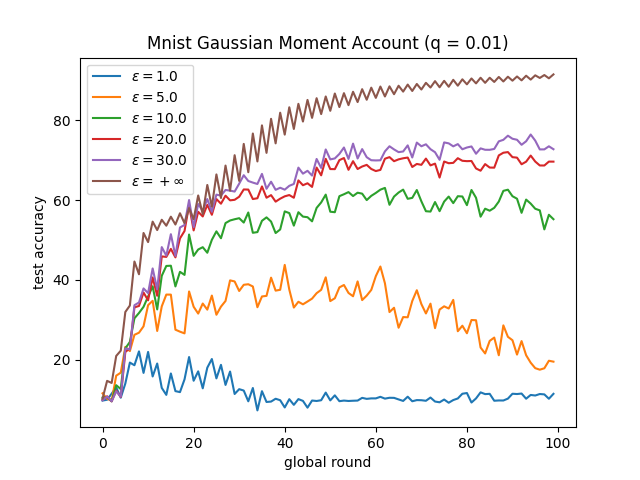 Mnist Gaussian Moment Account (q = 0.01)
ε = 1.0
ε = 5.0
ε = 10.0
ε = 20.0
ε = 30.0
ε = +∞
test accuracy
80
60
40
20
0 20 40 60 80 100
global round